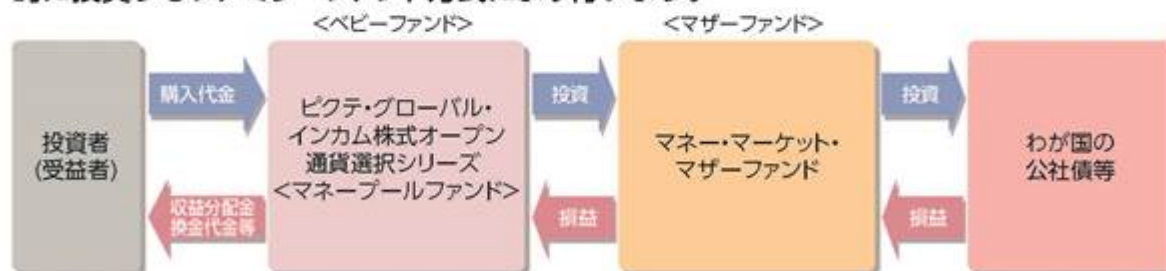 <ベビーファンド>
<マザーファンド>
投資者
(受益者)
購入代金
収益分配金
換金代金等
ピクテ・グローバル・
インカム株式オープン
通貨選択シリーズ
<マネープールファンド>
投資
損益
マネー・マーケット・
マザーファンド
投資
損益
わが国の
公社債等